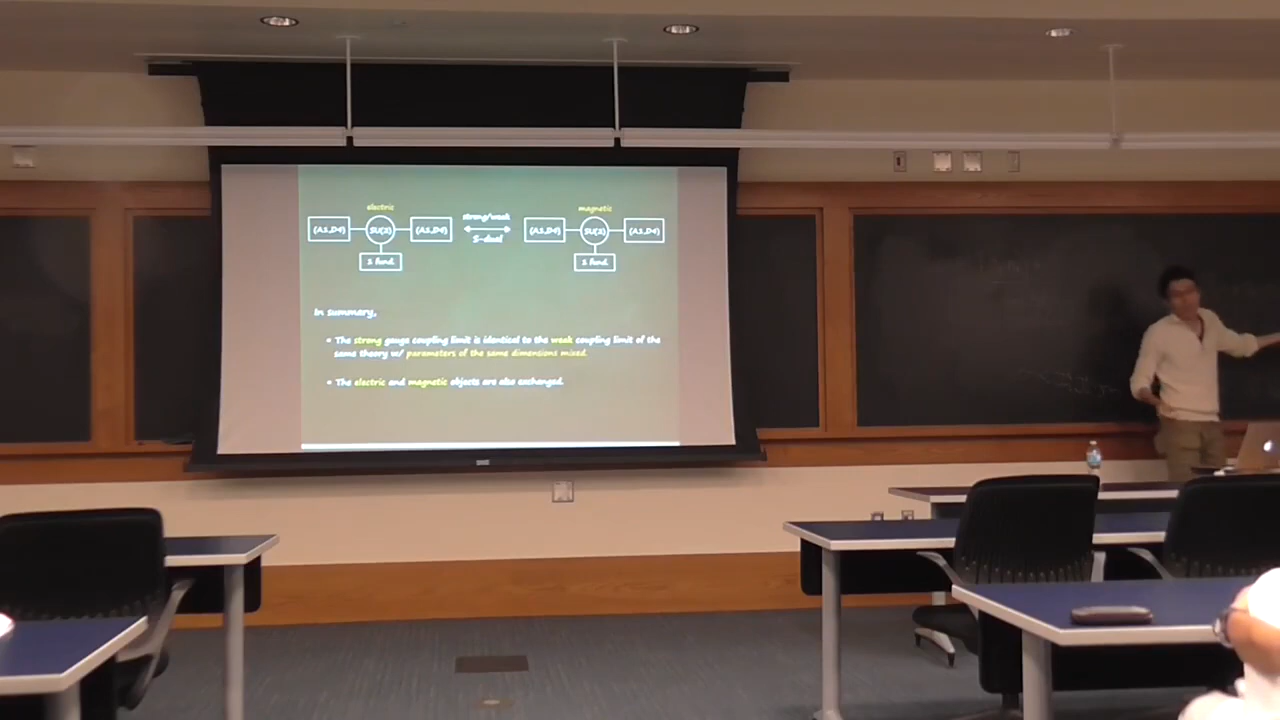 electric
magnetic
(A1,D4) SU(2) (A1,D4)
strong/weak
S-dual
(A1,D4) SU(2) (A1,D4)
1 fund.
1 fund.
In summary,
• The strong gauge coupling limit is identical to the weak coupling limit of the
same theory w/ parameters of the same dimensions mixed.
• The electric and magnetic objects are also exchanged.